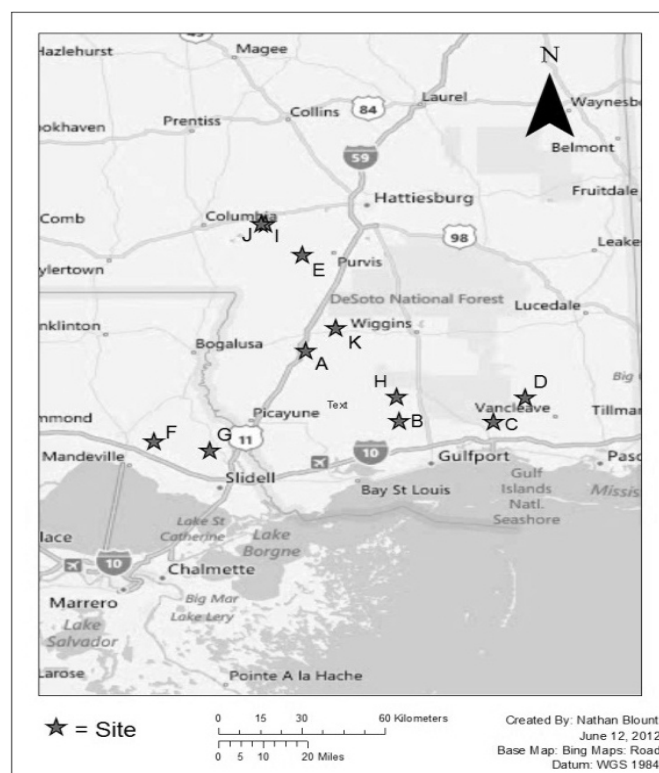 49
Hazlehurst
Magee
Laurel
N
Collins
84
Waynesb
ookhaven
Prentiss
Belmont
59
Hattiesburg
Fruitdale
Comb
Columbia
J
I
98
Leake
E
Purvis
ylertown
DeSoto National Forest
Lucedale
nklinton
Wiggins
K
Bogalusa
A
Big
H
D
Picayune
Text
Vancleave
Tillman
mmond
F
G
11
B
C
10
Gulfport
Pasc
Mandeville
Slidell
Bay St Louis
Gulf
Islands
Natl.
Seashore
Mississ
Lake St
Catherine
Lake
Borgne
lace
10
Chalmette
Marrero
Big Mar
Lake Lery
Lake
Salvador
Larose
Pointe A la Hache
= Site
0 15 30 60 Kilometers
0 5 10 20 Miles
Created By: Nathan Blount
June 12, 2012
Base Map: Bing Maps: Road
Datum: WGS 1984